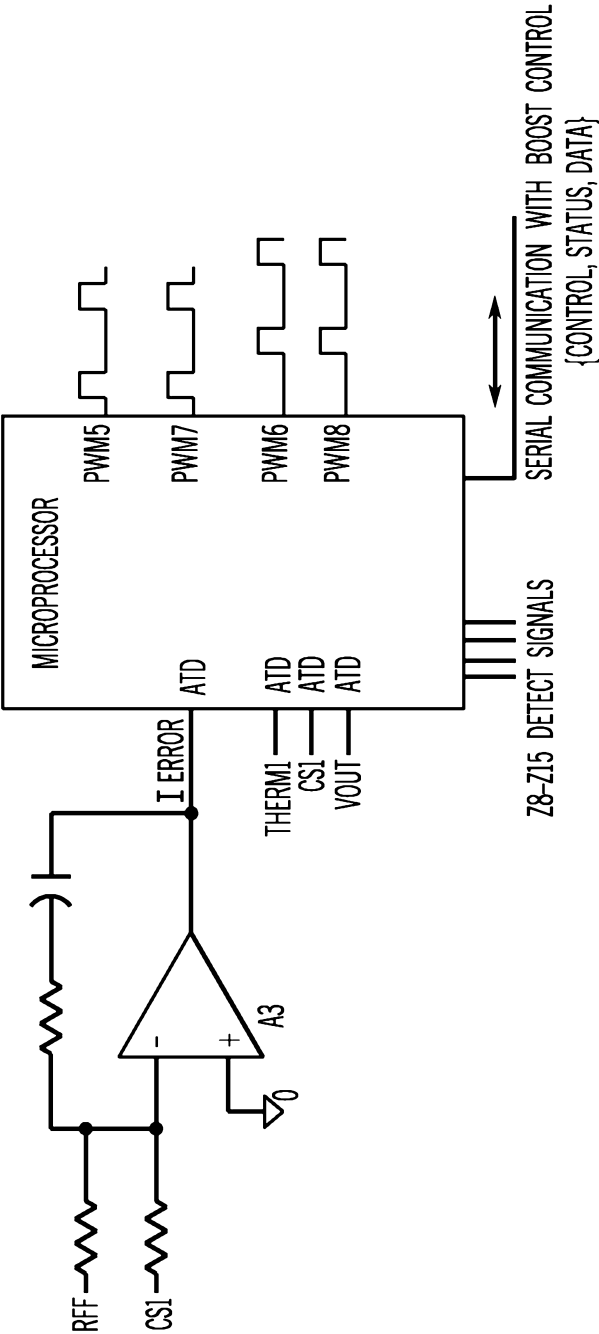 MICROPROCESSOR
I ERROR
ATD
THERM1
ATD
CS1
ATD
VOUT
ATD
PWM5
PWM7
PWM6
PWM8
RFF
CS1
-
+
A3
0
Z8-Z15 DETECT SIGNALS
SERIAL COMMUNICATION WITH BOOST CONTROL
{CONTROL, STATUS, DATA}